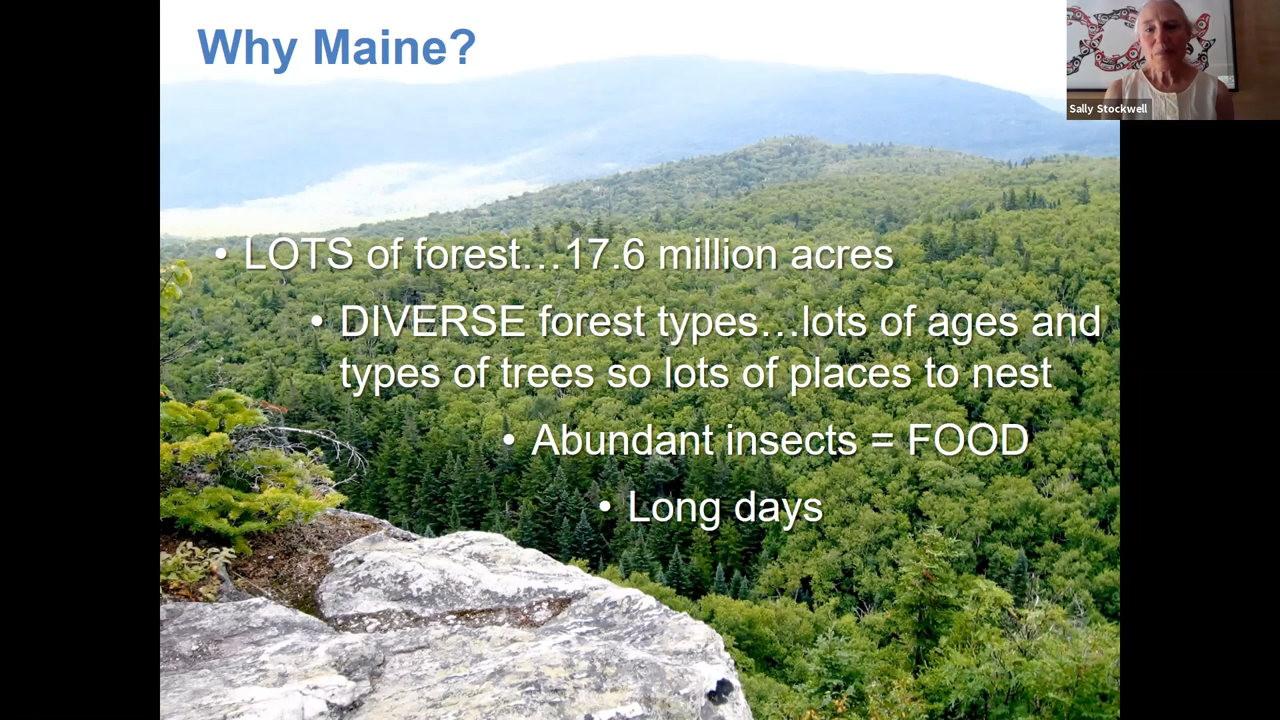 Why Maine?
Sally Stockwell
• LOTS of forest…17.6 million acres
• DIVERSE forest types…lots of ages and
types of trees so lots of places to nest
• Abundant insects = FOOD
• Long days